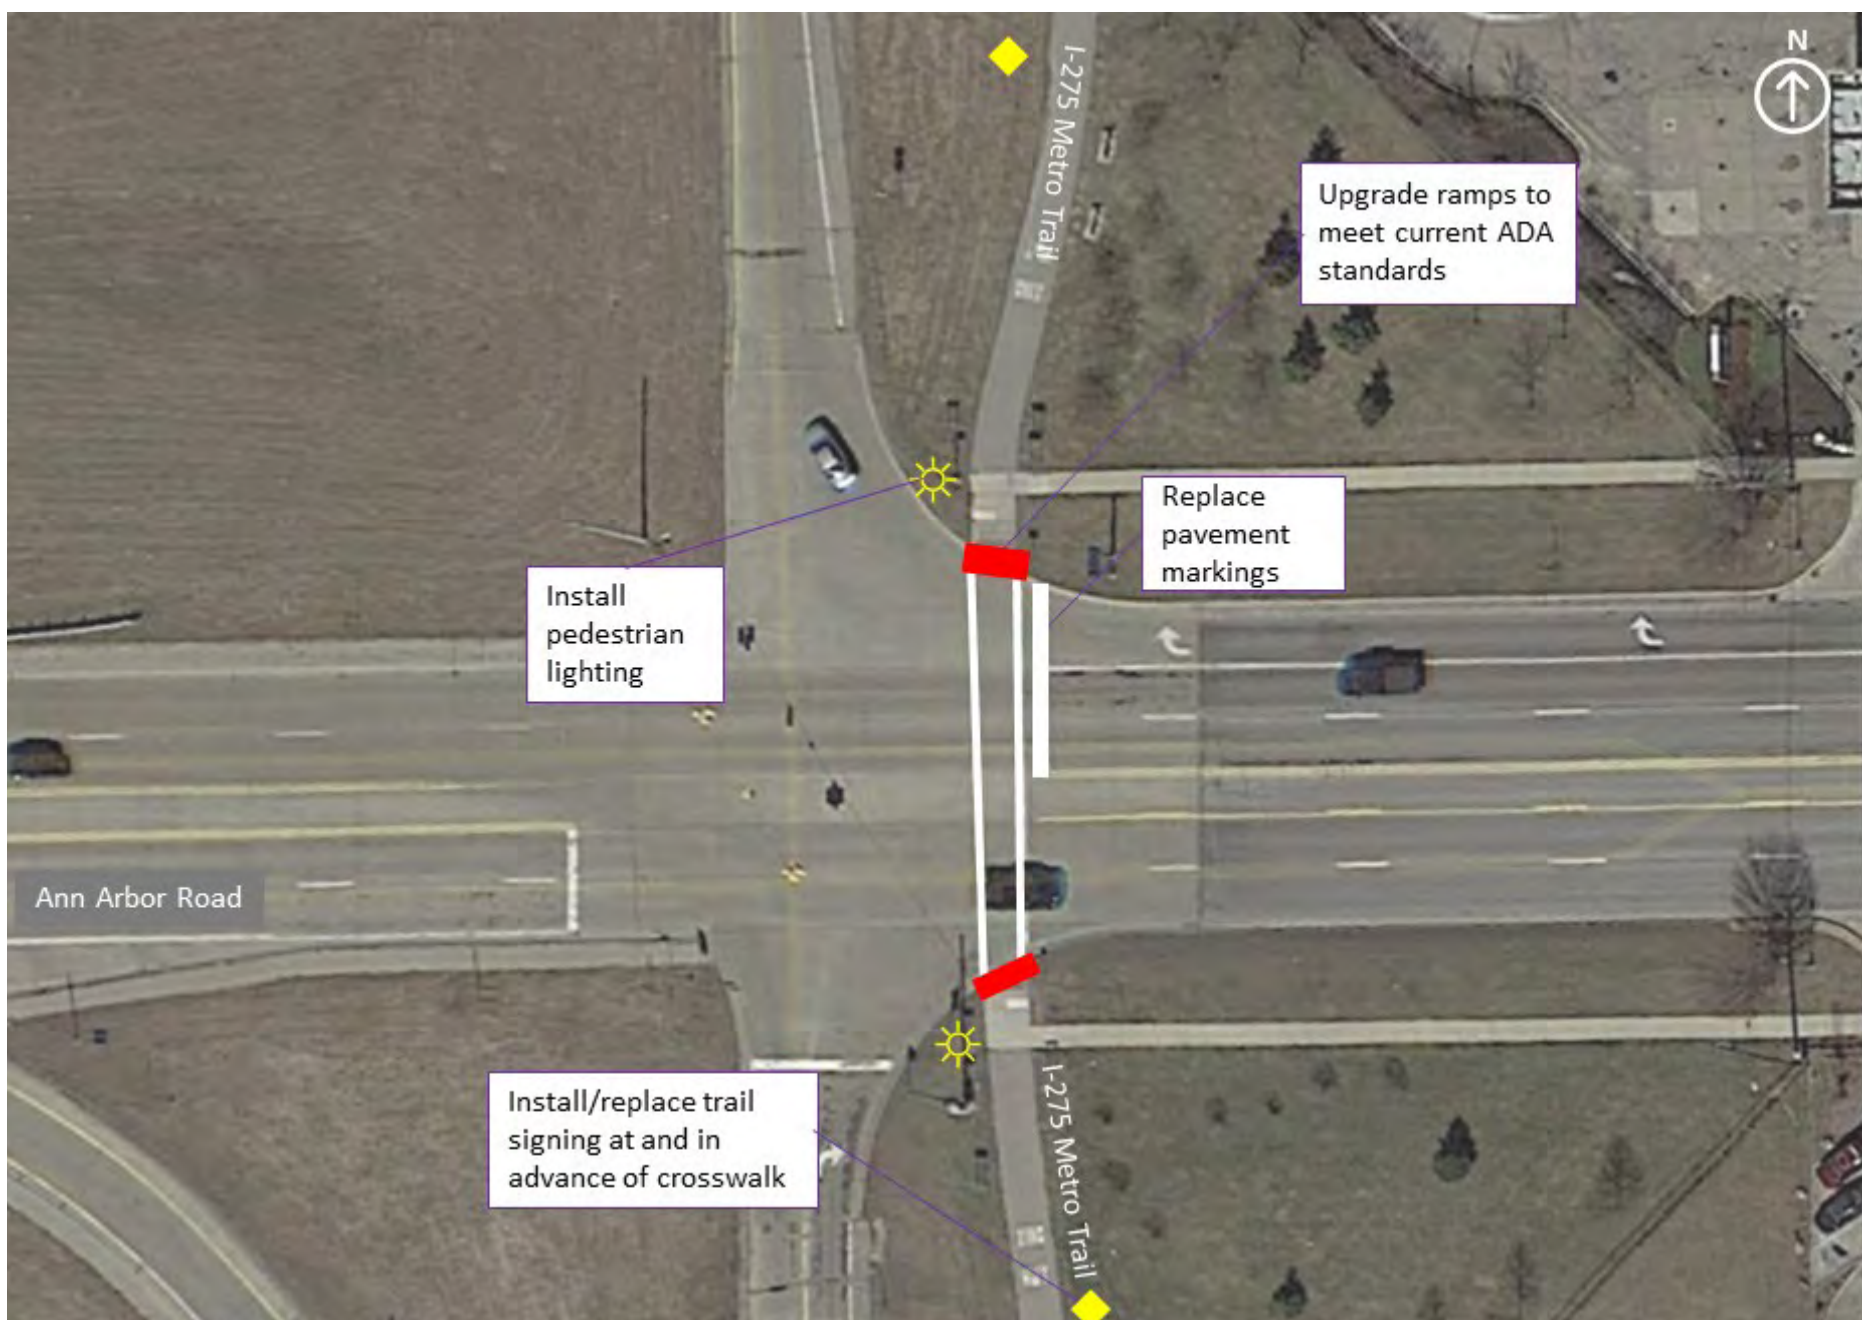 N
I-275 Metro Trail
Upgrade ramps to
meet current ADA
standards
Replace
pavement
markings
Install
pedestrian
lighting
Ann Arbor Road
Install/replace trail
signing at and in
advance of crosswalk
I-275 Metro Trail